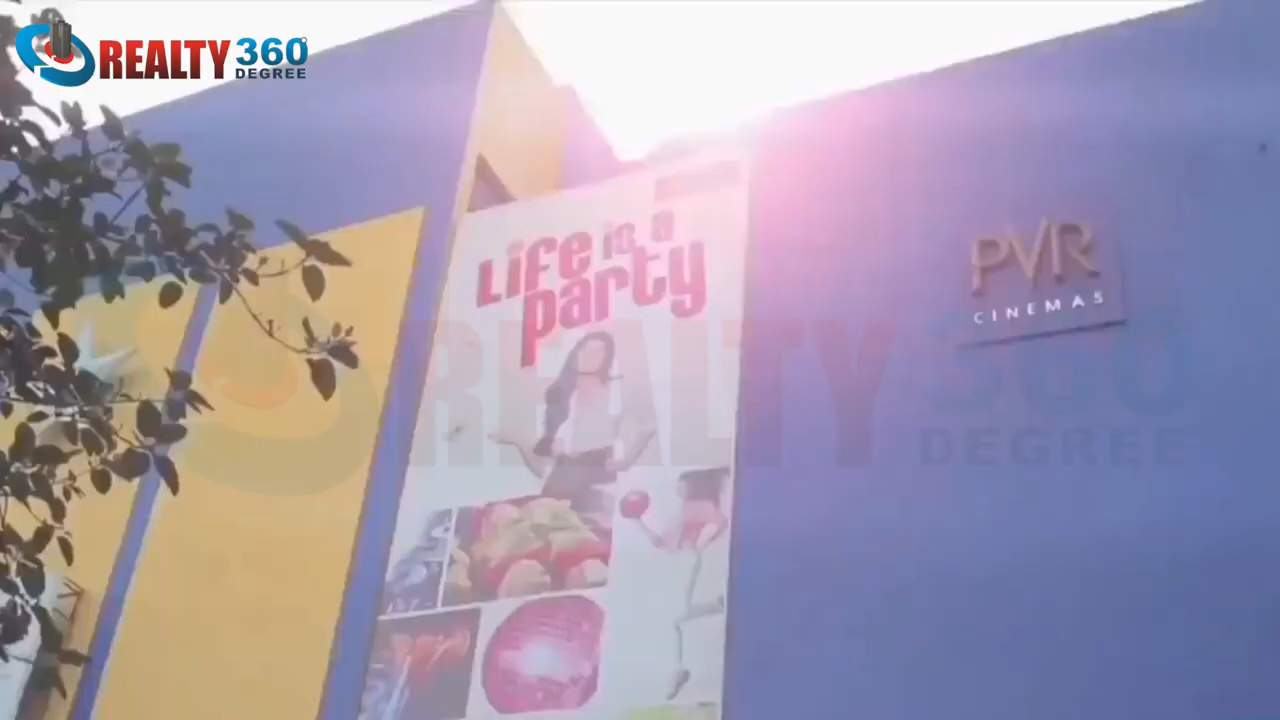 REALTY 360
DEGREE
Life is a
party
PVR
CINEMAS
REALTY 360
DEGREE